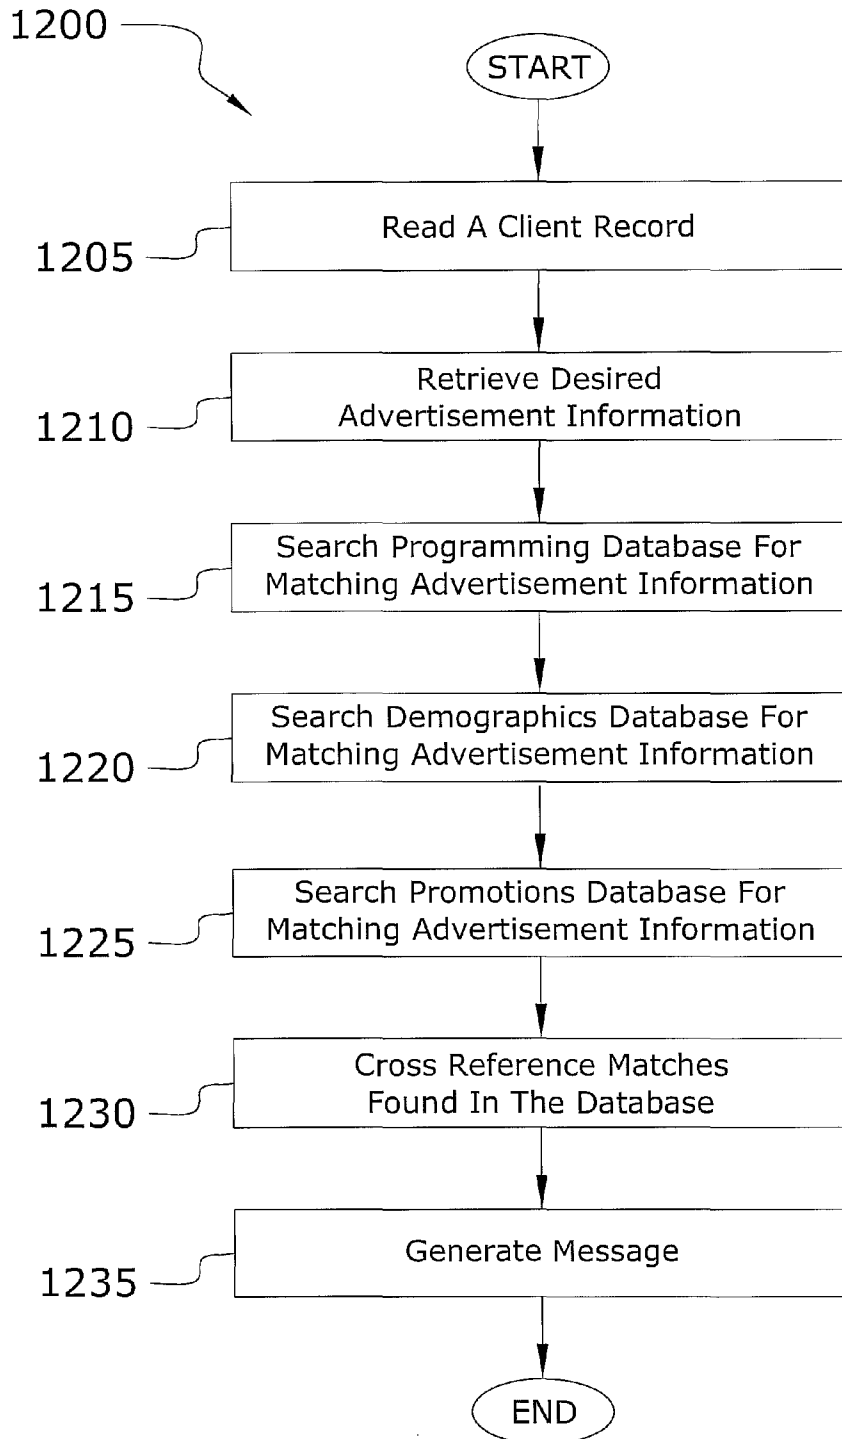 1200
START
Read A Client Record
1205
Retrieve Desired
Advertisement Information
1210
Search Programming Database For
Matching Advertisement Information
1215
Search Demographics Database For
Matching Advertisement Information
1220
Search Promotions Database For
Matching Advertisement Information
1225
Cross Reference Matches
Found In The Database
1230
Generate Message
1235
END